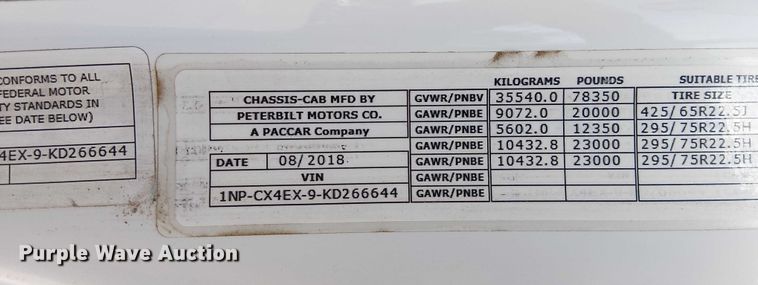 CONFORMS TO ALL
FEDERAL MOTOR
TY STANDARDS IN
EE DATE BELOW)
4EX-9-KD266644
KILOGRAMS POUNDS SUITABLE TIRE
CHASSIS-CAB MFD BY GVWR/PNBV 35540.0 78350 TIRE SIZE
PETERBILT MOTORS CO. GAWR/PNBE 9072.0 20000 425/65R22.5J
A PACCAR Company GAWR/PNBE 5602.0 12350 295/75R22.5H
GAWR/PNBE 10432.8 23000 295/75R22.5H
DATE 08/2018 GAWR/PNBE 10432.8 23000 295/75R22.5H
VIN GAWR/PNBE
1NP-CX4EX-9-KD266644 GAWR/PNBE
Purple Wave Auction